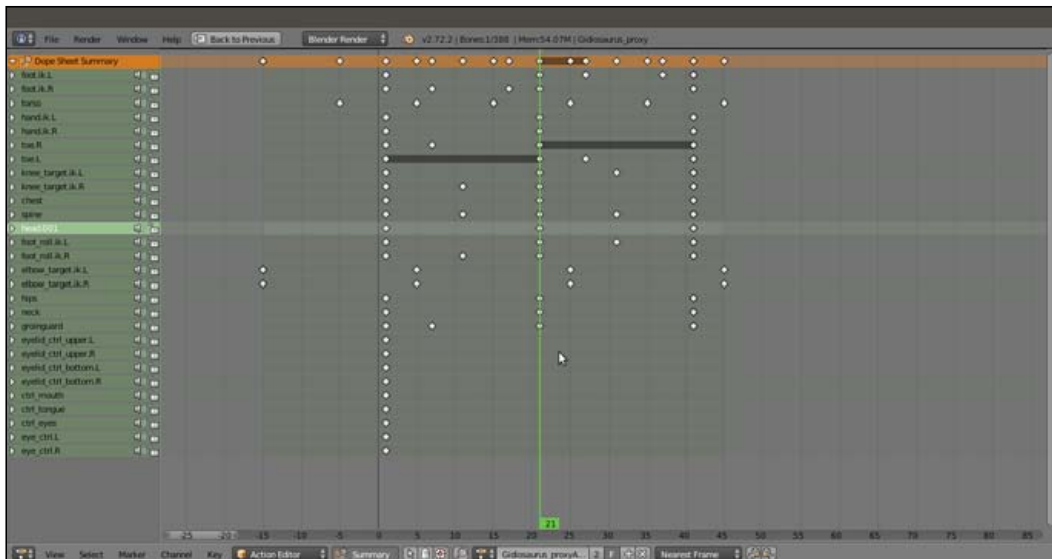 File Render Window Help Back to Previous Blender Render v2.72.2 | Bones:1/388 | Mem:54.07M | Gidiosaurus_proxy
Dope Sheet Summary
foot.ik.L
foot.ik.R
torso
hand.ik.L
hand.ik.R
toe.R
toe.L
knee_target.ik.L
knee_target.ik.R
chest
spine
head.001
foot_roll.ik.L
foot_roll.ik.R
elbow_target.ik.L
elbow_target.ik.R
hips
neck
groinguard
eyelid_ctrl_upper.L
eyelid_ctrl_upper.R
eyelid_ctrl_bottom.L
eyelid_ctrl_bottom.R
ctrl_mouth
ctrl_tongue
ctrl_eyes
eye_ctrl.L
eye_ctrl.R
21
-25 -20 -15 -10 -5 0 5 10 15 20 25 30 35 40 45 50 55 60 65 70 75 80 85
View Select Marker Channel Key Action Editor Summary Gidiosaurus_proxyA... 2 F Nearest Frame